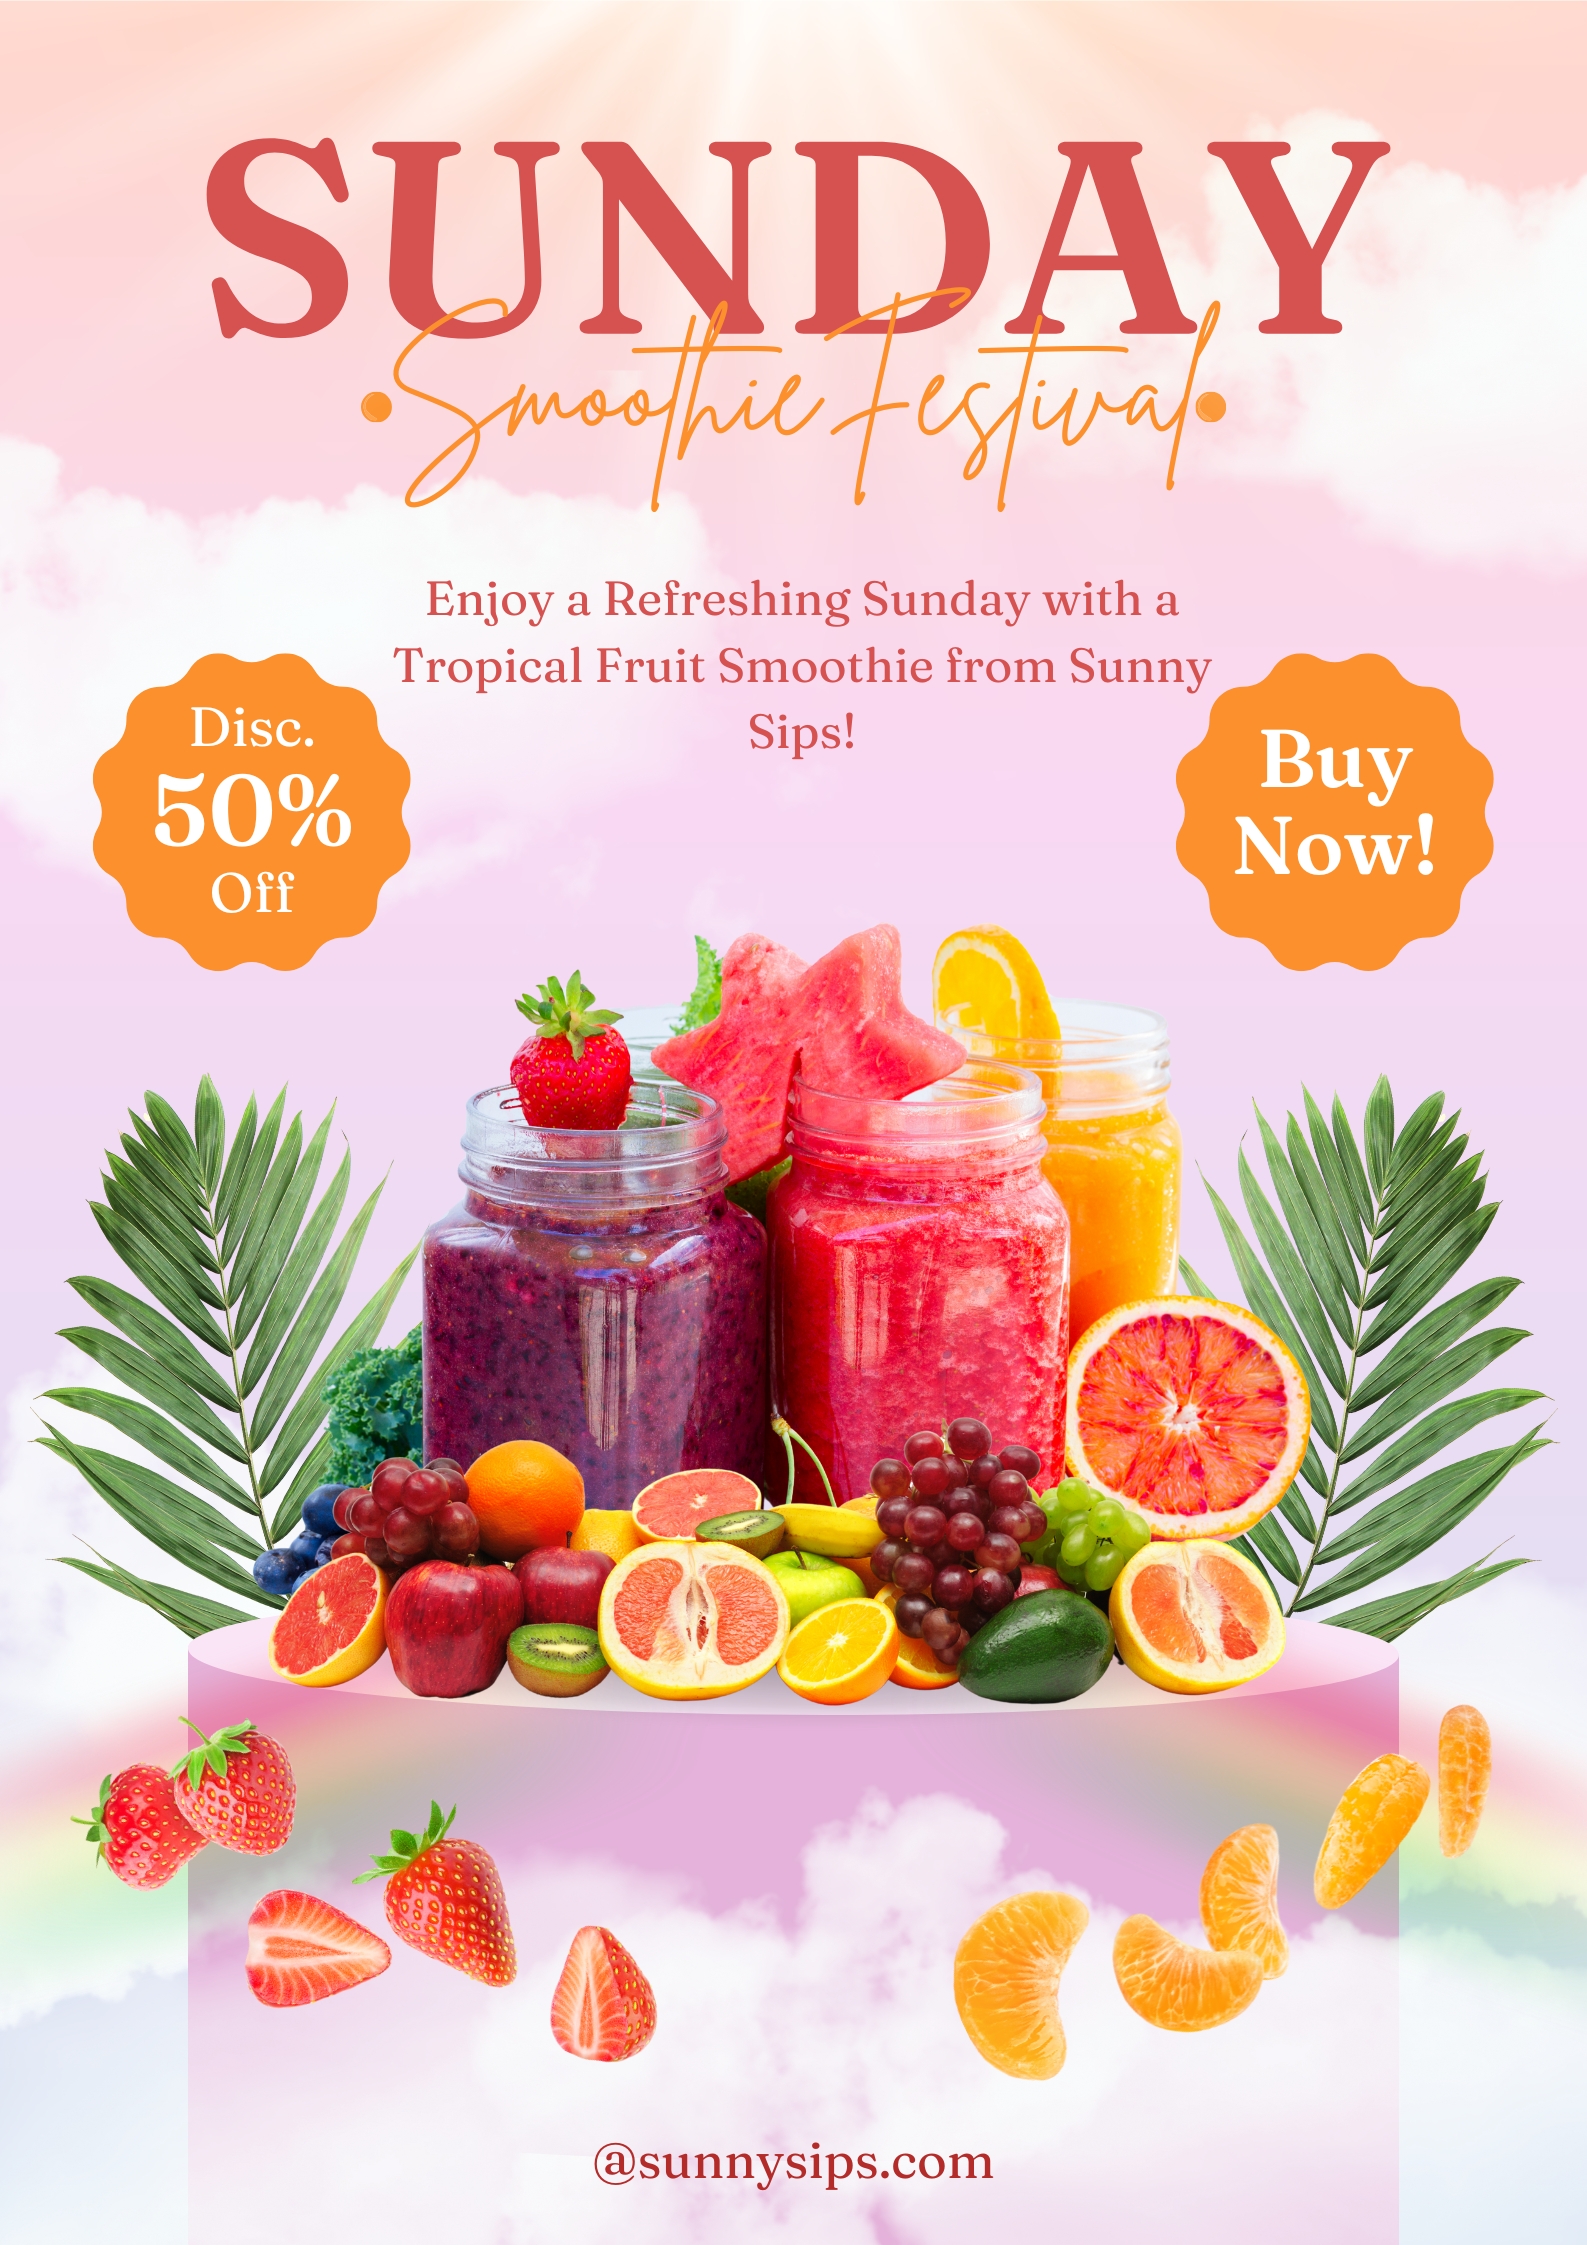 SUNDAY
Smoothie Festival
Enjoy a Refreshing Sunday with a
Tropical Fruit Smoothie from Sunny
Sips!
Disc.
50%
Off
Buy
Now!
@sunnysips.com